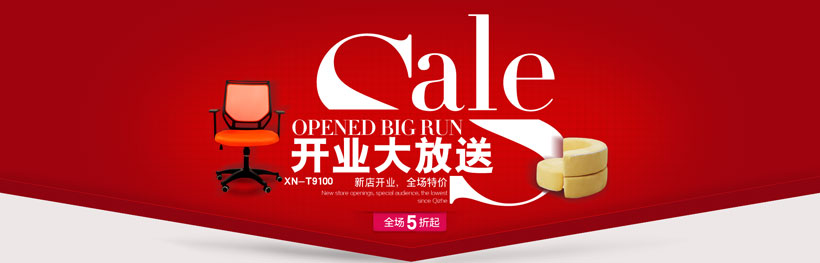 Sale
OPENED BIG RUN
开业大放送
XN-T9100 新店开业，全场特价
New store openings, special audience, the lowest
since Qizhe
全场5折起